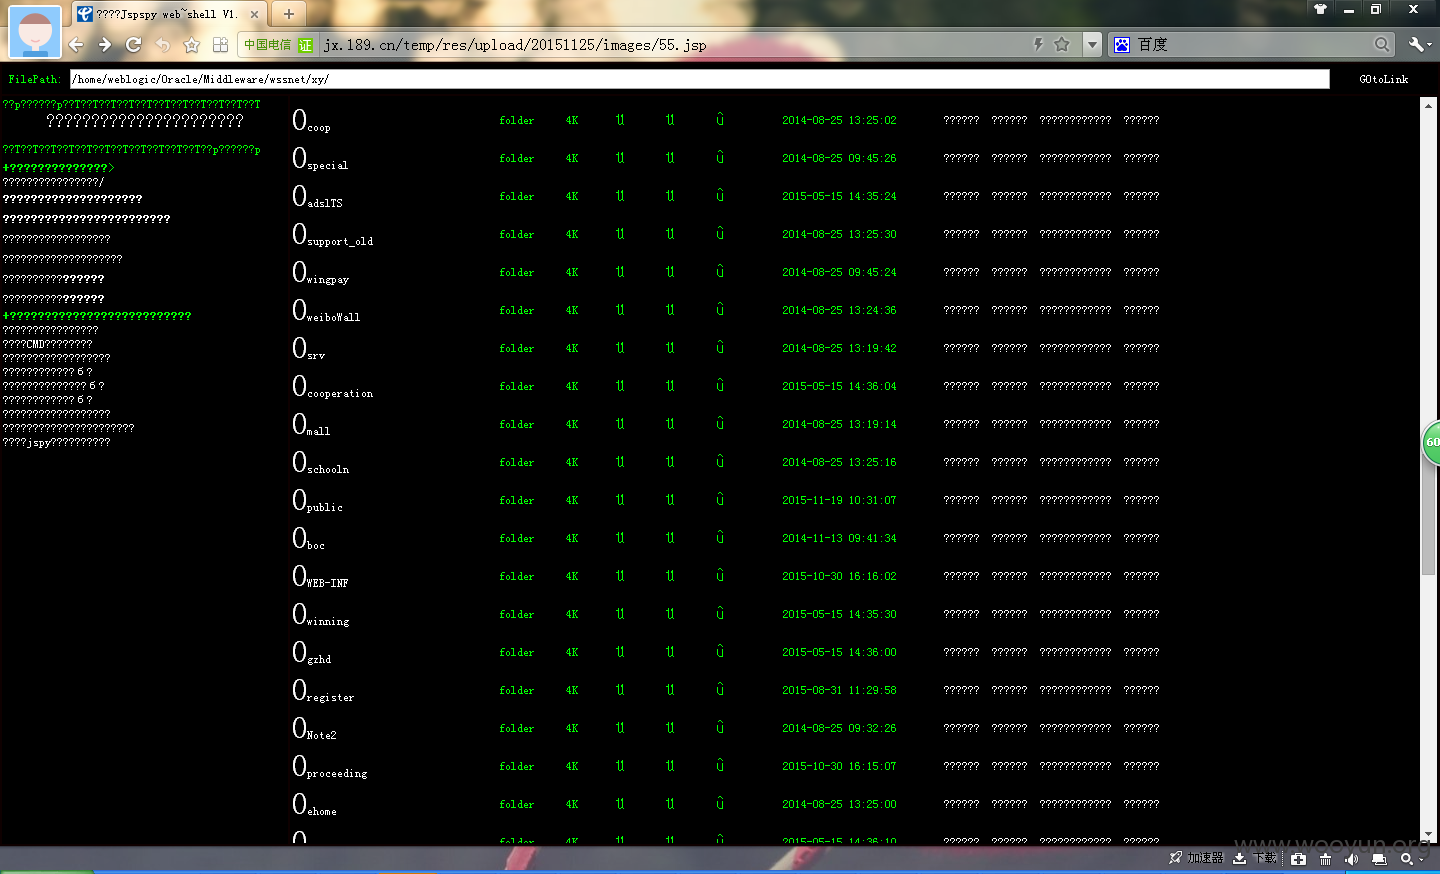 ????Jspspy web~shell V1.
中国电信 证 jx.189.cn/temp/res/upload/20151125/images/55.jsp
百度
FilePath: /home/weblogic/Oracle/Middleware/wssnet/xy/ GOtoLink
??p??????p??T??T??T??T??T??T??T??T??T??T??T??T
??????????????????????
??T??T??T??T??T??T??T??T??T??T??T??p??????p
+??????????????>
????????????????/
????????????????????
????????????????????????
??????????????????
????????????????????
????????????????
????????????????
+??????????????????????????
????????????????
????CMD????????
??????????????????
???????????? б ?
?????????????? б ?
???????????? б ?
??????????????????
??????????????????????
????jspy??????????
0coop folder 4K 2014-08-25 13:25:02 ?????? ?????? ???????????? ??????
0special folder 4K 2014-08-25 09:45:26 ?????? ?????? ???????????? ??????
0adslTS folder 4K 2015-05-15 14:35:24 ?????? ?????? ???????????? ??????
0support_old folder 4K 2014-08-25 13:25:30 ?????? ?????? ???????????? ??????
0wingpay folder 4K 2014-08-25 09:45:24 ?????? ?????? ???????????? ??????
0weiboWall folder 4K 2014-08-25 13:24:36 ?????? ?????? ???????????? ??????
0srv folder 4K 2014-08-25 13:19:42 ?????? ?????? ???????????? ??????
0cooperation folder 4K 2015-05-15 14:36:04 ?????? ?????? ???????????? ??????
0mall folder 4K 2014-08-25 13:19:14 ?????? ?????? ???????????? ??????
0schooln folder 4K 2014-08-25 13:25:16 ?????? ?????? ???????????? ??????
0public folder 4K 2015-11-19 10:31:07 ?????? ?????? ???????????? ??????
0boc folder 4K 2014-11-13 09:41:34 ?????? ?????? ???????????? ??????
0WEB-INF folder 4K 2015-10-30 16:16:02 ?????? ?????? ???????????? ??????
0winning folder 4K 2015-05-15 14:35:30 ?????? ?????? ???????????? ??????
0gzhd folder 4K 2015-05-15 14:36:00 ?????? ?????? ???????????? ??????
0register folder 4K 2015-08-31 11:29:58 ?????? ?????? ???????????? ??????
0Note2 folder 4K 2014-08-25 09:32:26 ?????? ?????? ???????????? ??????
0proceeding folder 4K 2015-10-30 16:15:07 ?????? ?????? ???????????? ??????
0ehome folder 4K 2014-08-25 13:25:00 ?????? ?????? ???????????? ??????
folder 4K 2015-05-15 14:36:10 ?????? ?????? ???????????? ??????
60
www.wooyun.org
加速器 下载